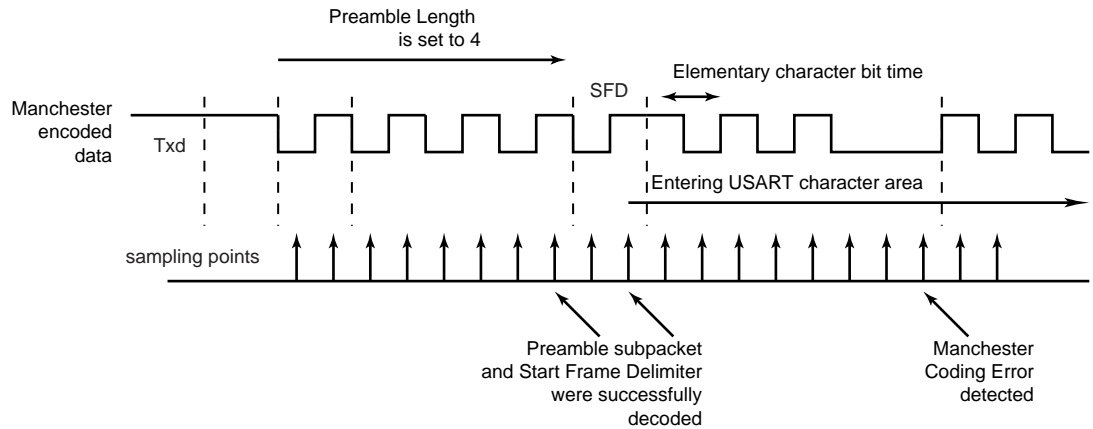 Preamble Length
is set to 4
SFD
Elementary character bit time
Manchester
encoded
data
Txd
Entering USART character area
sampling points
Preamble subpacket
and Start Frame Delimiter
were successfully
decoded
Manchester
Coding Error
detected